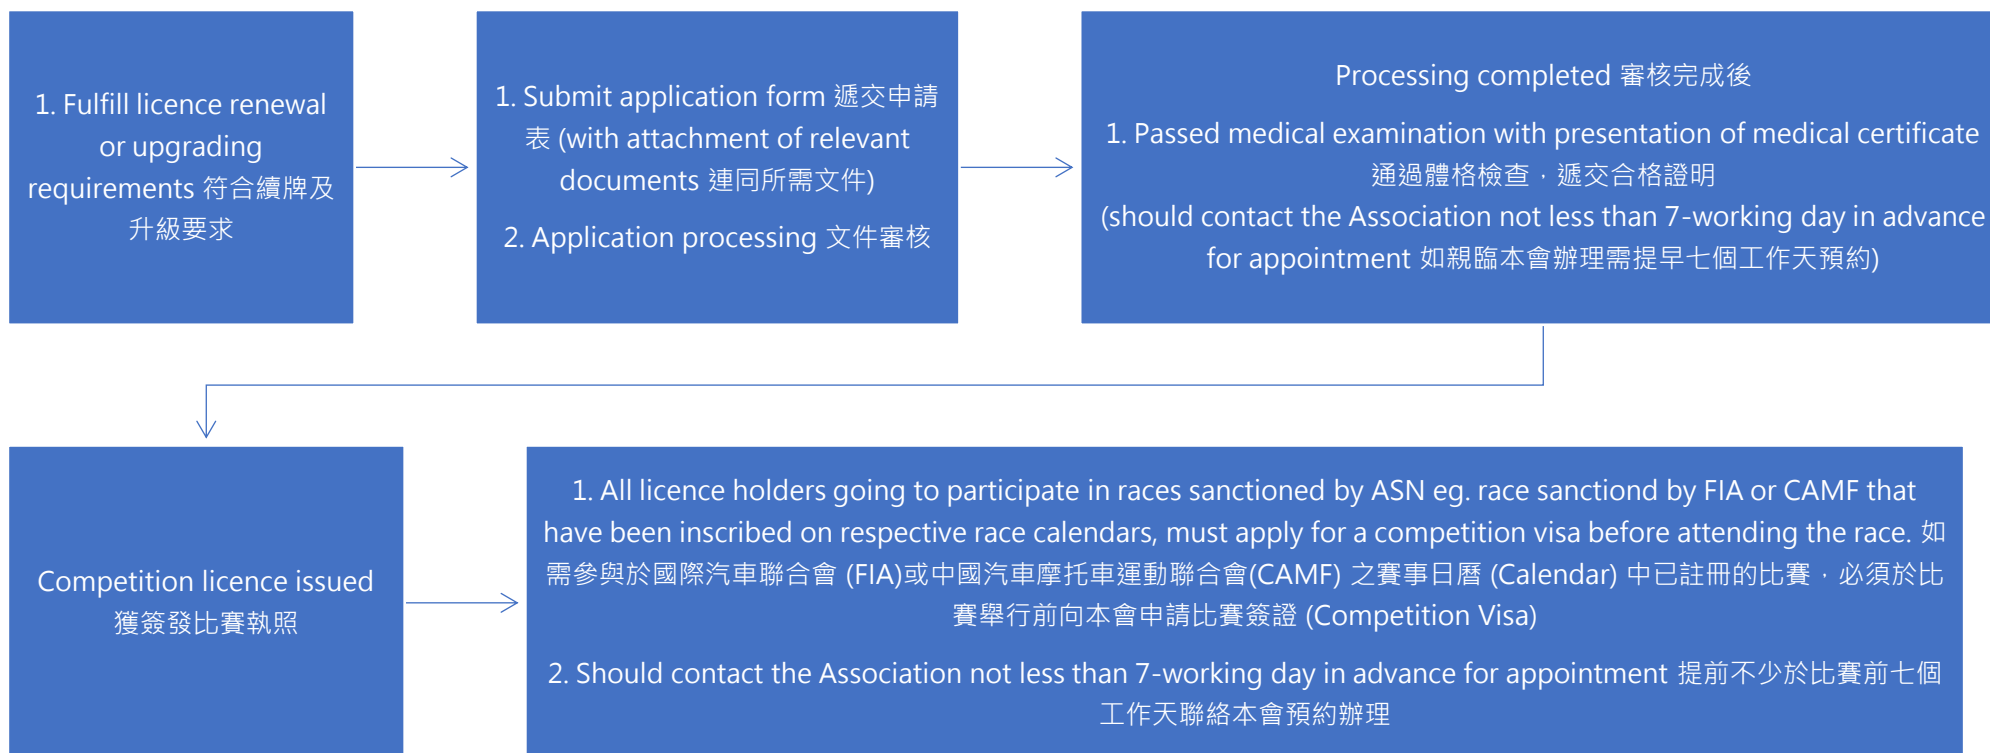 1. Fulfill licence renewal
or upgrading
requirements 符合續牌及
升級要求
1. Submit application form 遞交申請
表 (with attachment of relevant
documents 連同所需文件)
2. Application processing 文件審核
Processing completed 審核完成後
1. Passed medical examination with presentation of medical certificate
通過體格檢查，遞交合格證明
(should contact the Association not less than 7-working day in advance
for appointment 如親臨本會辦理需提早七個工作天預約)
Competition licence issued
獲簽發比賽執照
1. All licence holders going to participate in races sanctioned by ASN eg. race sanctiond by FIA or CAMF that
have been inscribed on respective race calendars, must apply for a competition visa before attending the race. 如
需參與於國際汽車聯合會 (FIA)或中國汽車摩托車運動聯合會(CAMF) 之賽事日曆 (Calendar) 中已註冊的比賽，必須於比
賽舉行前向本會申請比賽簽證 (Competition Visa)
2. Should contact the Association not less than 7-working day in advance for appointment 提前不少於比賽前七個
工作天聯絡本會預約辦理